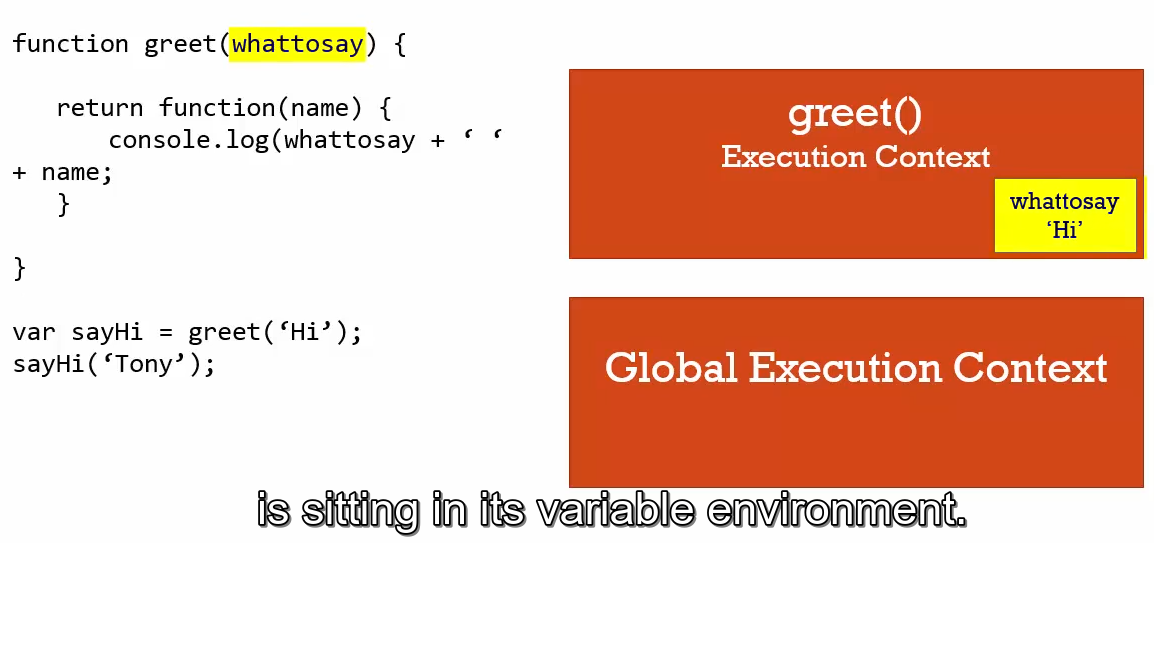 function greet(whattosay) {
return function(name) {
console.log(whattosay + ‘ ‘
+ name;
}
}
var sayHi = greet(‘Hi’);
sayHi(‘Tony’);
greet()
Execution Context
whattosay
‘Hi’
Global Execution Context
is sitting in its variable environment.